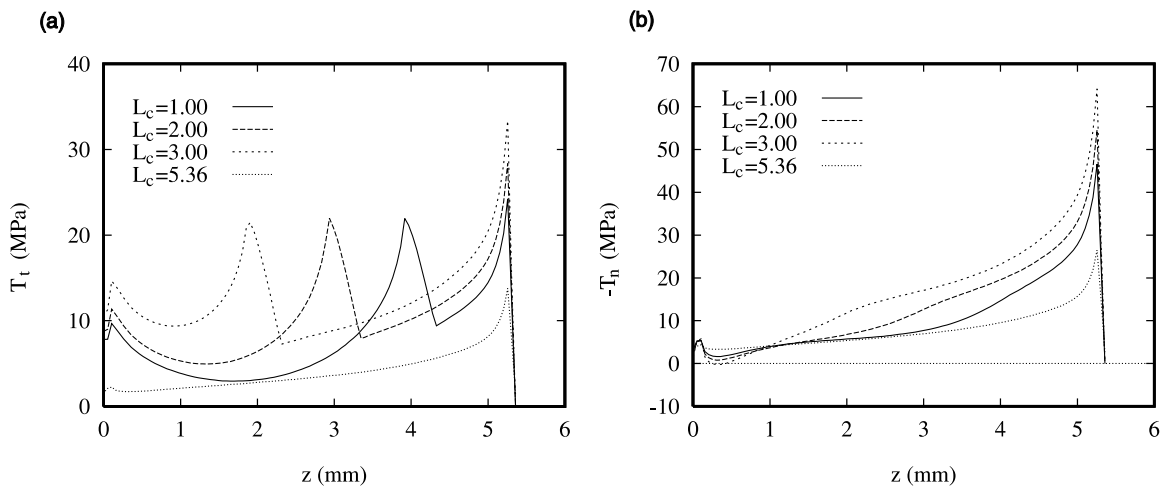 (a)
40
30
20
10
0
T_t (MPa)
L_c=1.00
L_c=2.00
L_c=3.00
L_c=5.36
0 1 2 3 4 5 6
z (mm)
(b)
70
60
50
40
30
20
10
0
-10
-T_n (MPa)
L_c=1.00
L_c=2.00
L_c=3.00
L_c=5.36
0 1 2 3 4 5 6
z (mm)